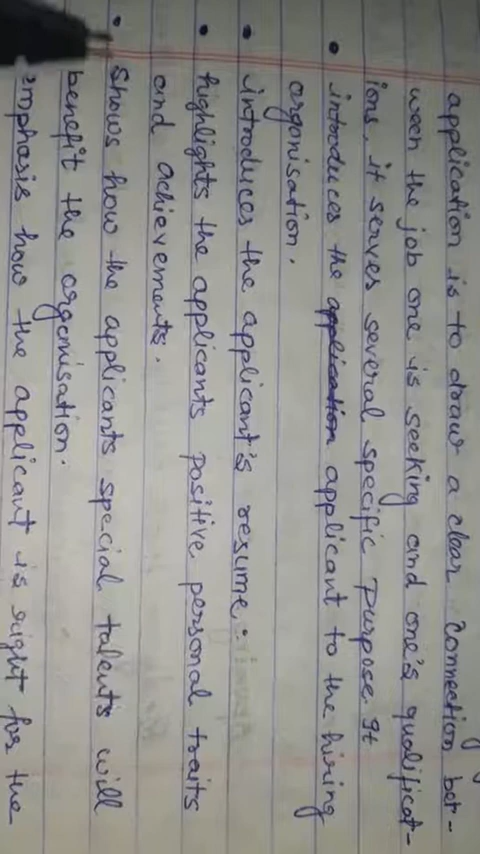 application is to draw a clear connection bet-
ween the job one is seeking and one's qualificat-
ions. it serves several specific purpose. It
• introduces the application applicant to the hiring
organisation.
• introduces the applicant's resume.
• highlights the applicants positive personal traits
and achievements.
• Shows how the applicants special talents will
benefit the organisation.
emphasis how the applicant is right for the